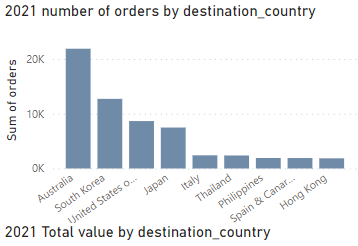 2021 number of orders by destination_country
Sum of orders
20K
10K
0K
Australia
South Korea
United States o...
Japan
Italy
Thailand
Philippines
Spain & Canar...
Hong Kong
2021 Total value by destination_country